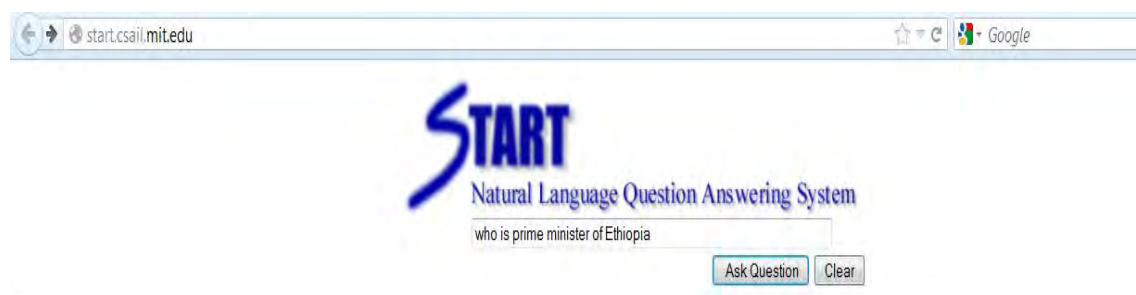 start.csail.mit.edu Google
START
Natural Language Question Answering System
who is prime minister of Ethiopia
Ask Question Clear